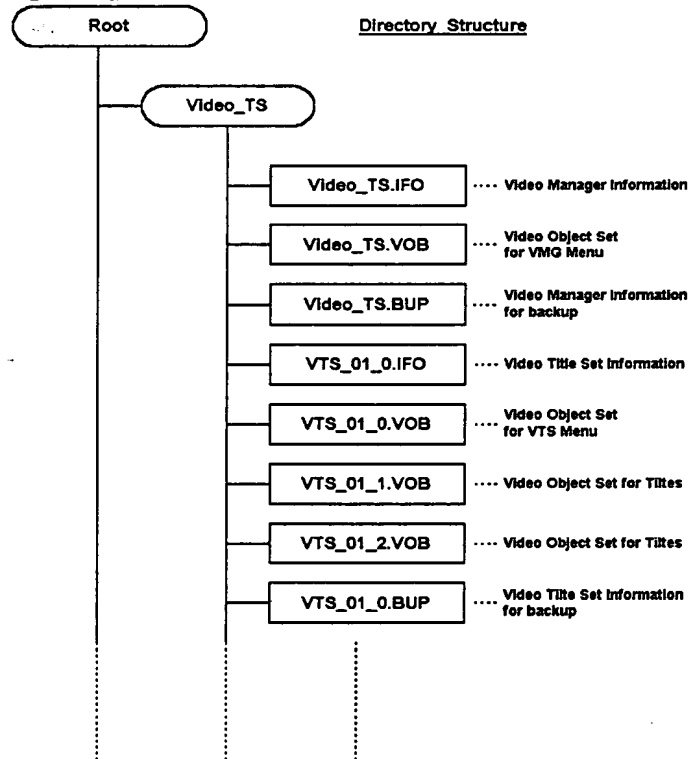 Root
Directory Structure
Video_TS
Video_TS.IFO
Video Manager Information
Video_TS.VOB
Video Object Set
for VMG Menu
Video_TS.BUP
Video Manager Information
for backup
VTS_01_0.IFO
Video Title Set Information
VTS_01_0.VOB
Video Object Set
for VTS Menu
VTS_01_1.VOB
Video Object Set for Tiltes
VTS_01_2.VOB
Video Object Set for Tiltes
VTS_01_0.BUP
Video Tilte Set Information
for backup